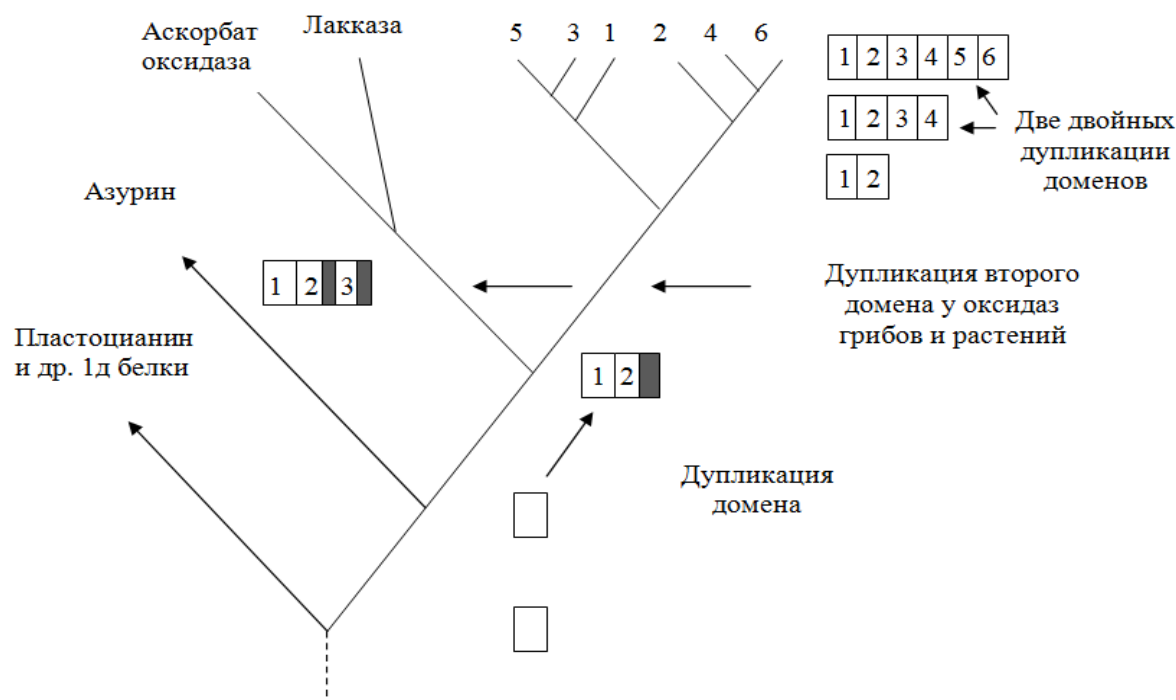 Аскорбат
оксидаза
Лакказа
5 3 1 2 4 6
1 2 3 4 5 6
1 2 3 4
1 2
Две двойных
дупликации
доменов
Азурин
1 2 3
Дупликация второго
домена у оксидаз
грибов и растений
Пластоцианин
и др. 1д белки
1 2
Дупликация
домена